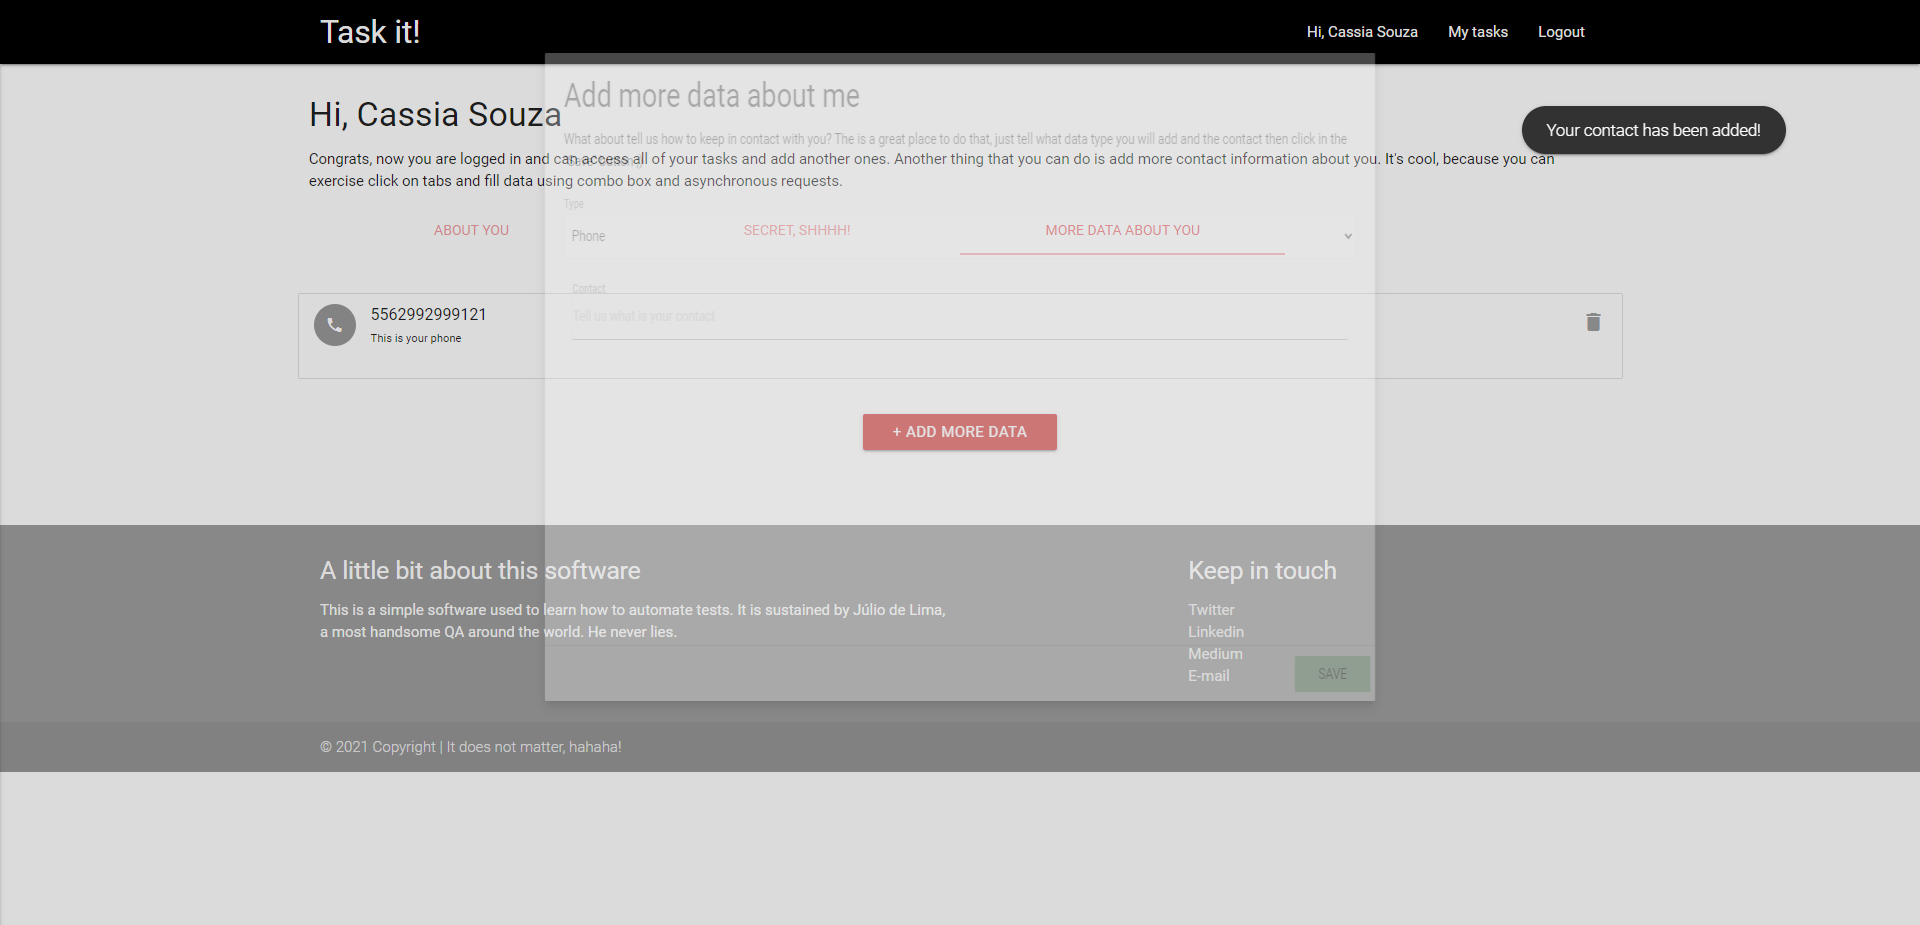 Task it!
Hi, Cassia Souza
My tasks
Logout
Add more data about me
Hi, Cassia Souza
Your contact has been added!
What about tell us how to keep in contact with you? The is a great place to do that, just tell what data type you will add and the contact then click in the
Congrats, now you are logged in and can access all of your tasks and add another ones. Another thing that you can do is add more contact information about you. It's cool, because you can
exercise click on tabs and fill data using combo box and asynchronous requests.
Type
ABOUT YOU
Phone
SECRET, SHHHH!
MORE DATA ABOUT YOU
Contact
5562992999121
Tell us what is your contact
This is your phone
+ ADD MORE DATA
A little bit about this software
Keep in touch
This is a simple software used to learn how to automate tests. It is sustained by Júlio de Lima,
a most handsome QA around the world. He never lies.
Twitter
Linkedin
Medium
E-mail
SAVE
© 2021 Copyright | It does not matter, hahaha!